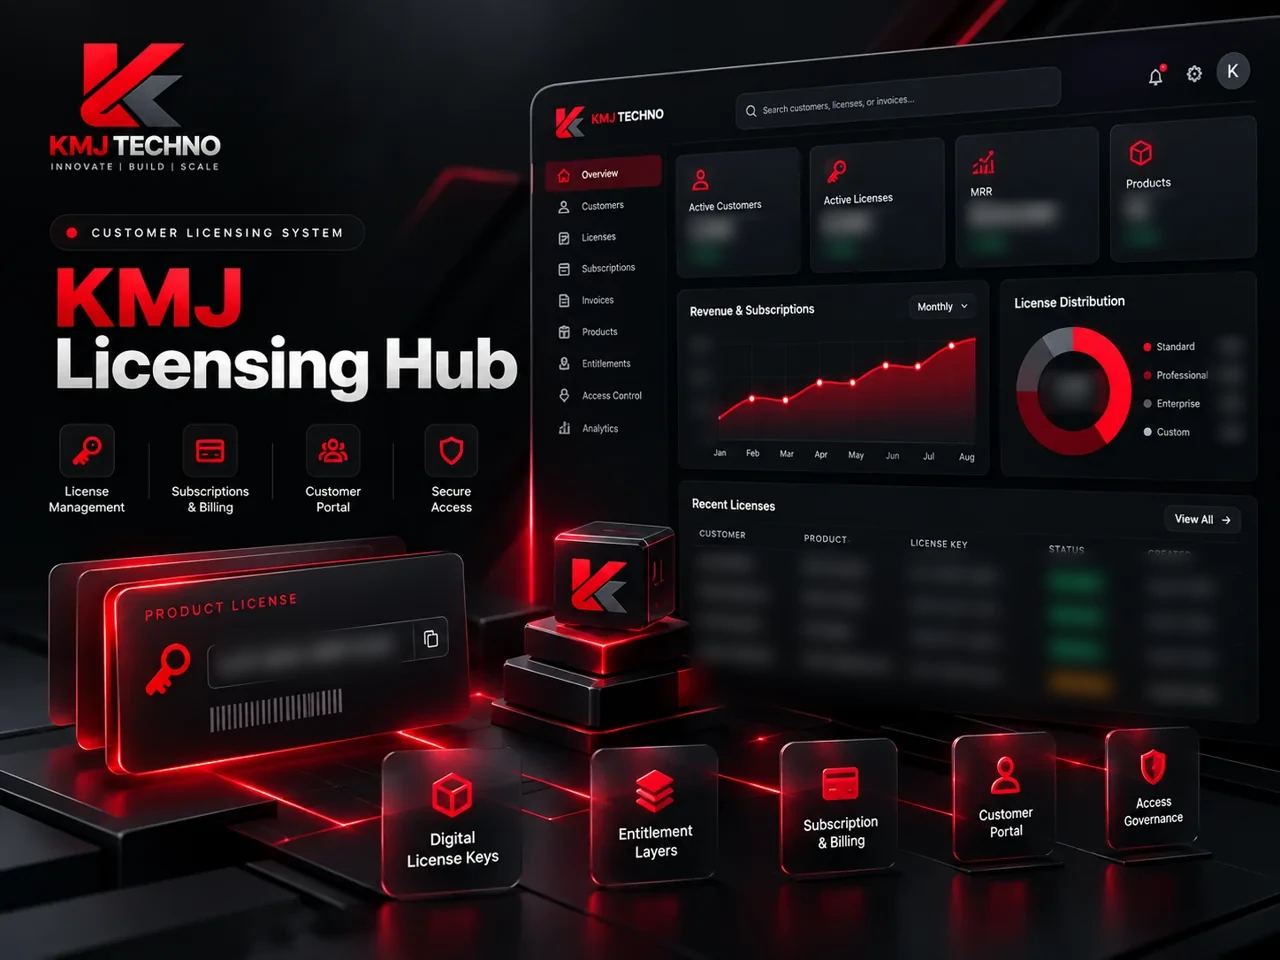 KMJ TECHNO
INNOVATE | BUILD | SCALE
CUSTOMER LICENSING SYSTEM
KMJ
Licensing Hub
License
Management
Subscriptions
& Billing
Customer
Portal
Secure
Access
PRODUCT LICENSE
KMJ TECHNO
Search customers, licenses, or invoices...
K
Overview
Customers
Licenses
Subscriptions
Invoices
Products
Entitlements
Access Control
Analytics
Active Customers
Active Licenses
MRR
Products
Revenue & Subscriptions
Monthly
Jan Feb Mar Apr May Jun Jul Aug
License Distribution
Standard
Professional
Enterprise
Custom
Recent Licenses
View All →
CUSTOMER PRODUCT LICENSE KEY STATUS CREATED
Digital
License Keys
Entitlement
Layers
Subscription
& Billing
Customer
Portal
Access
Governance